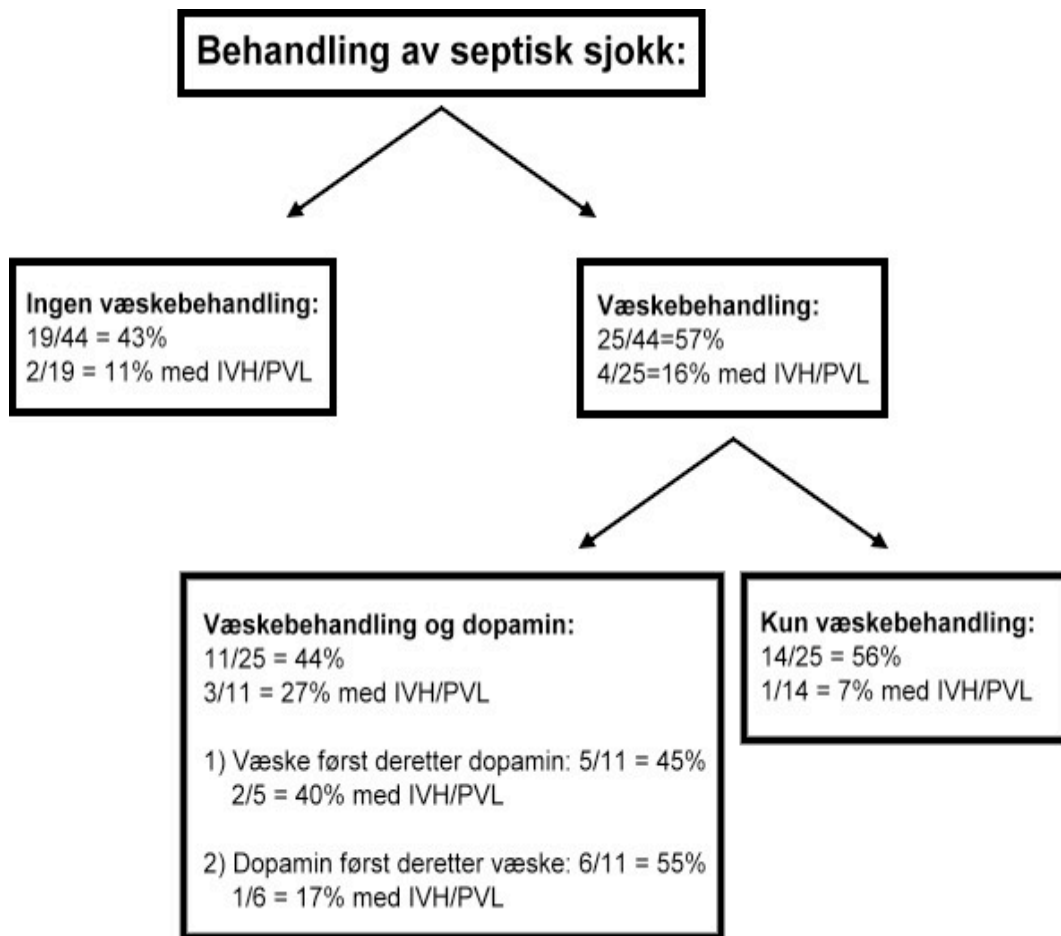 Behandling av septisk sjokk:
Ingen væskebehandling:
19/44 = 43%
2/19 = 11% med IVH/PVL
Væskebehandling:
25/44=57%
4/25=16% med IVH/PVL
Væskebehandling og dopamin:
11/25 = 44%
3/11 = 27% med IVH/PVL
1) Væske først deretter dopamin: 5/11 = 45%
2/5 = 40% med IVH/PVL
2) Dopamin først deretter væske: 6/11 = 55%
1/6 = 17% med IVH/PVL
Kun væskebehandling:
14/25 = 56%
1/14 = 7% med IVH/PVL